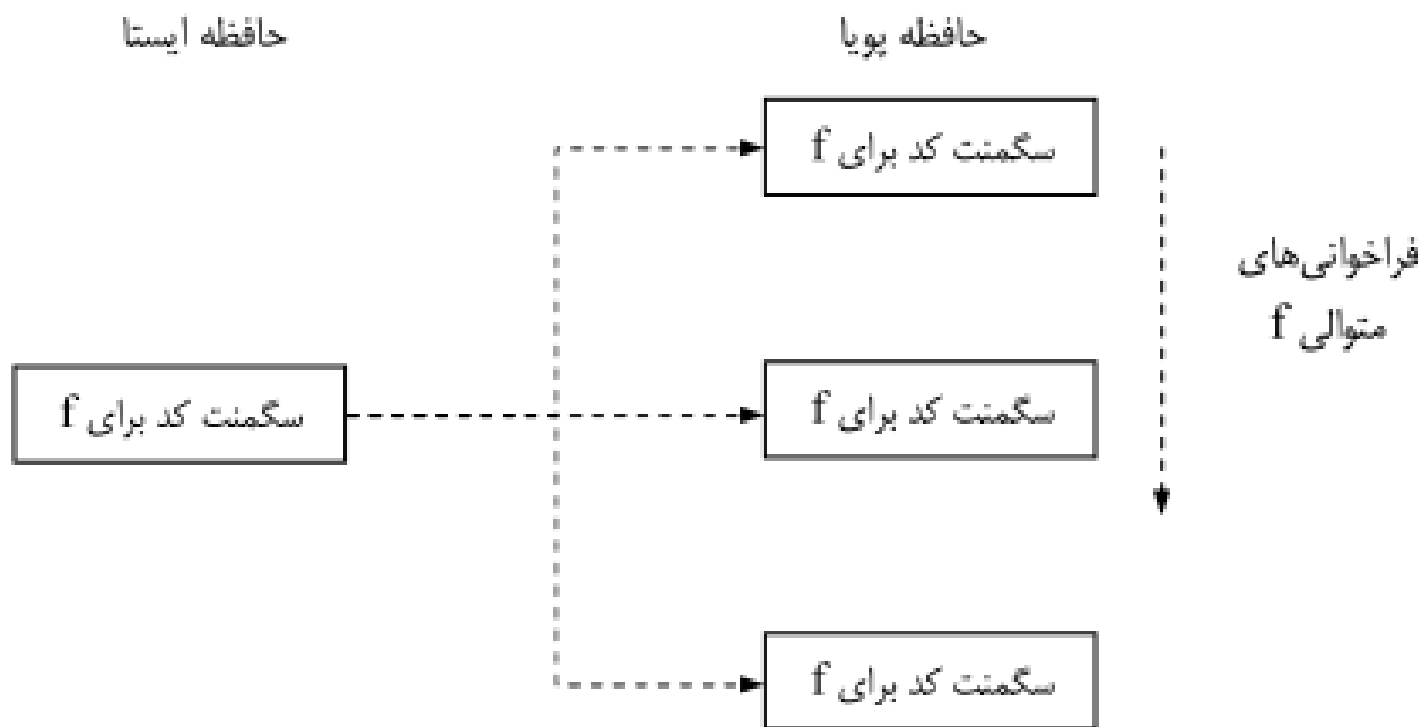 حافظه ایستا
حافظه پویا
سگمنت کد برای f
فراخوانی‌های
متوالی f
سگمنت کد برای f
سگمنت کد برای f
سگمنت کد برای f